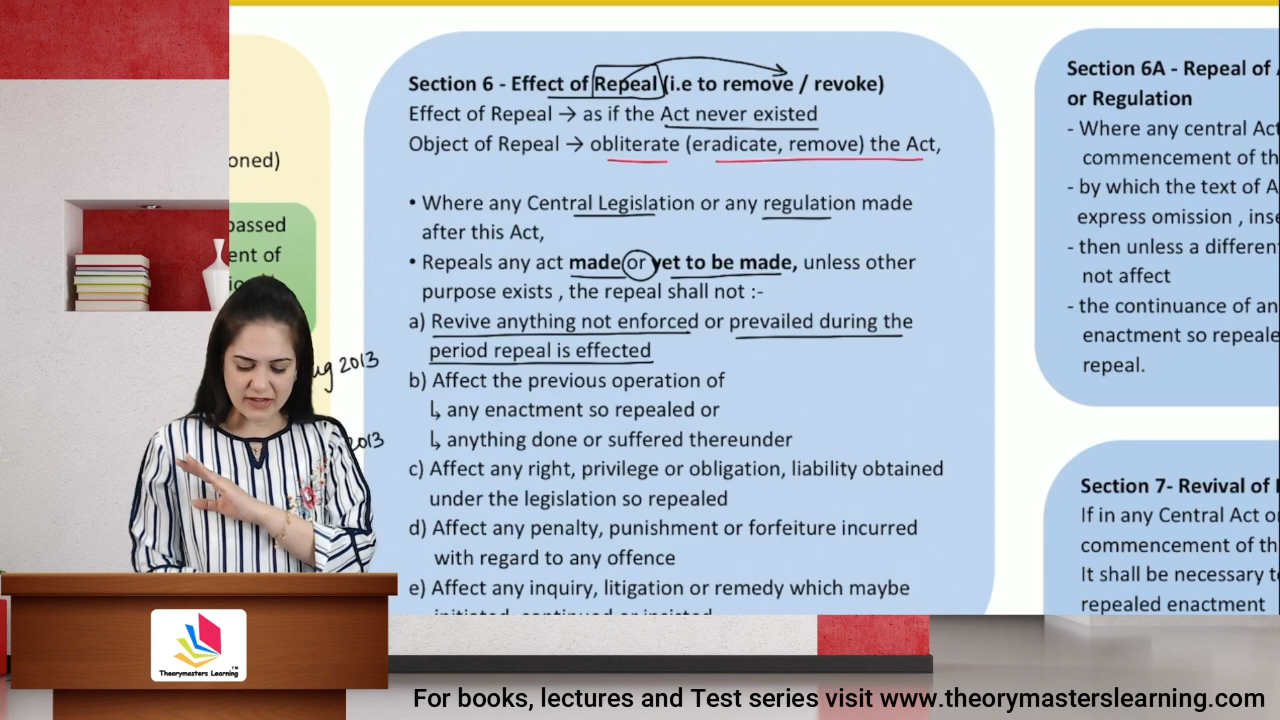 oned)
passed
ent of
ug 2013
2013
Section 6 - Effect of Repeal (i.e to remove / revoke)
Effect of Repeal → as if the Act never existed
Object of Repeal → obliterate (eradicate, remove) the Act,
• Where any Central Legislation or any regulation made
after this Act,
• Repeals any act made or yet to be made, unless other
purpose exists , the repeal shall not :-
a) Revive anything not enforced or prevailed during the
period repeal is effected
b) Affect the previous operation of
↳ any enactment so repealed or
↳ anything done or suffered thereunder
c) Affect any right, privilege or obligation, liability obtained
under the legislation so repealed
d) Affect any penalty, punishment or forfeiture incurred
with regard to any offence
e) Affect any inquiry, litigation or remedy which maybe
initiated, continued or insisted
Section 6A - Repeal of
or Regulation
- Where any central Act
commencement of th
- by which the text of A
express omission , inse
- then unless a differen
not affect
- the continuance of an
enactment so repeale
repeal.
Section 7- Revival of
If in any Central Act or
commencement of th
It shall be necessary to
repealed enactment
Theorymasters Learning™
For books, lectures and Test series visit www.theorymasterslearning.com